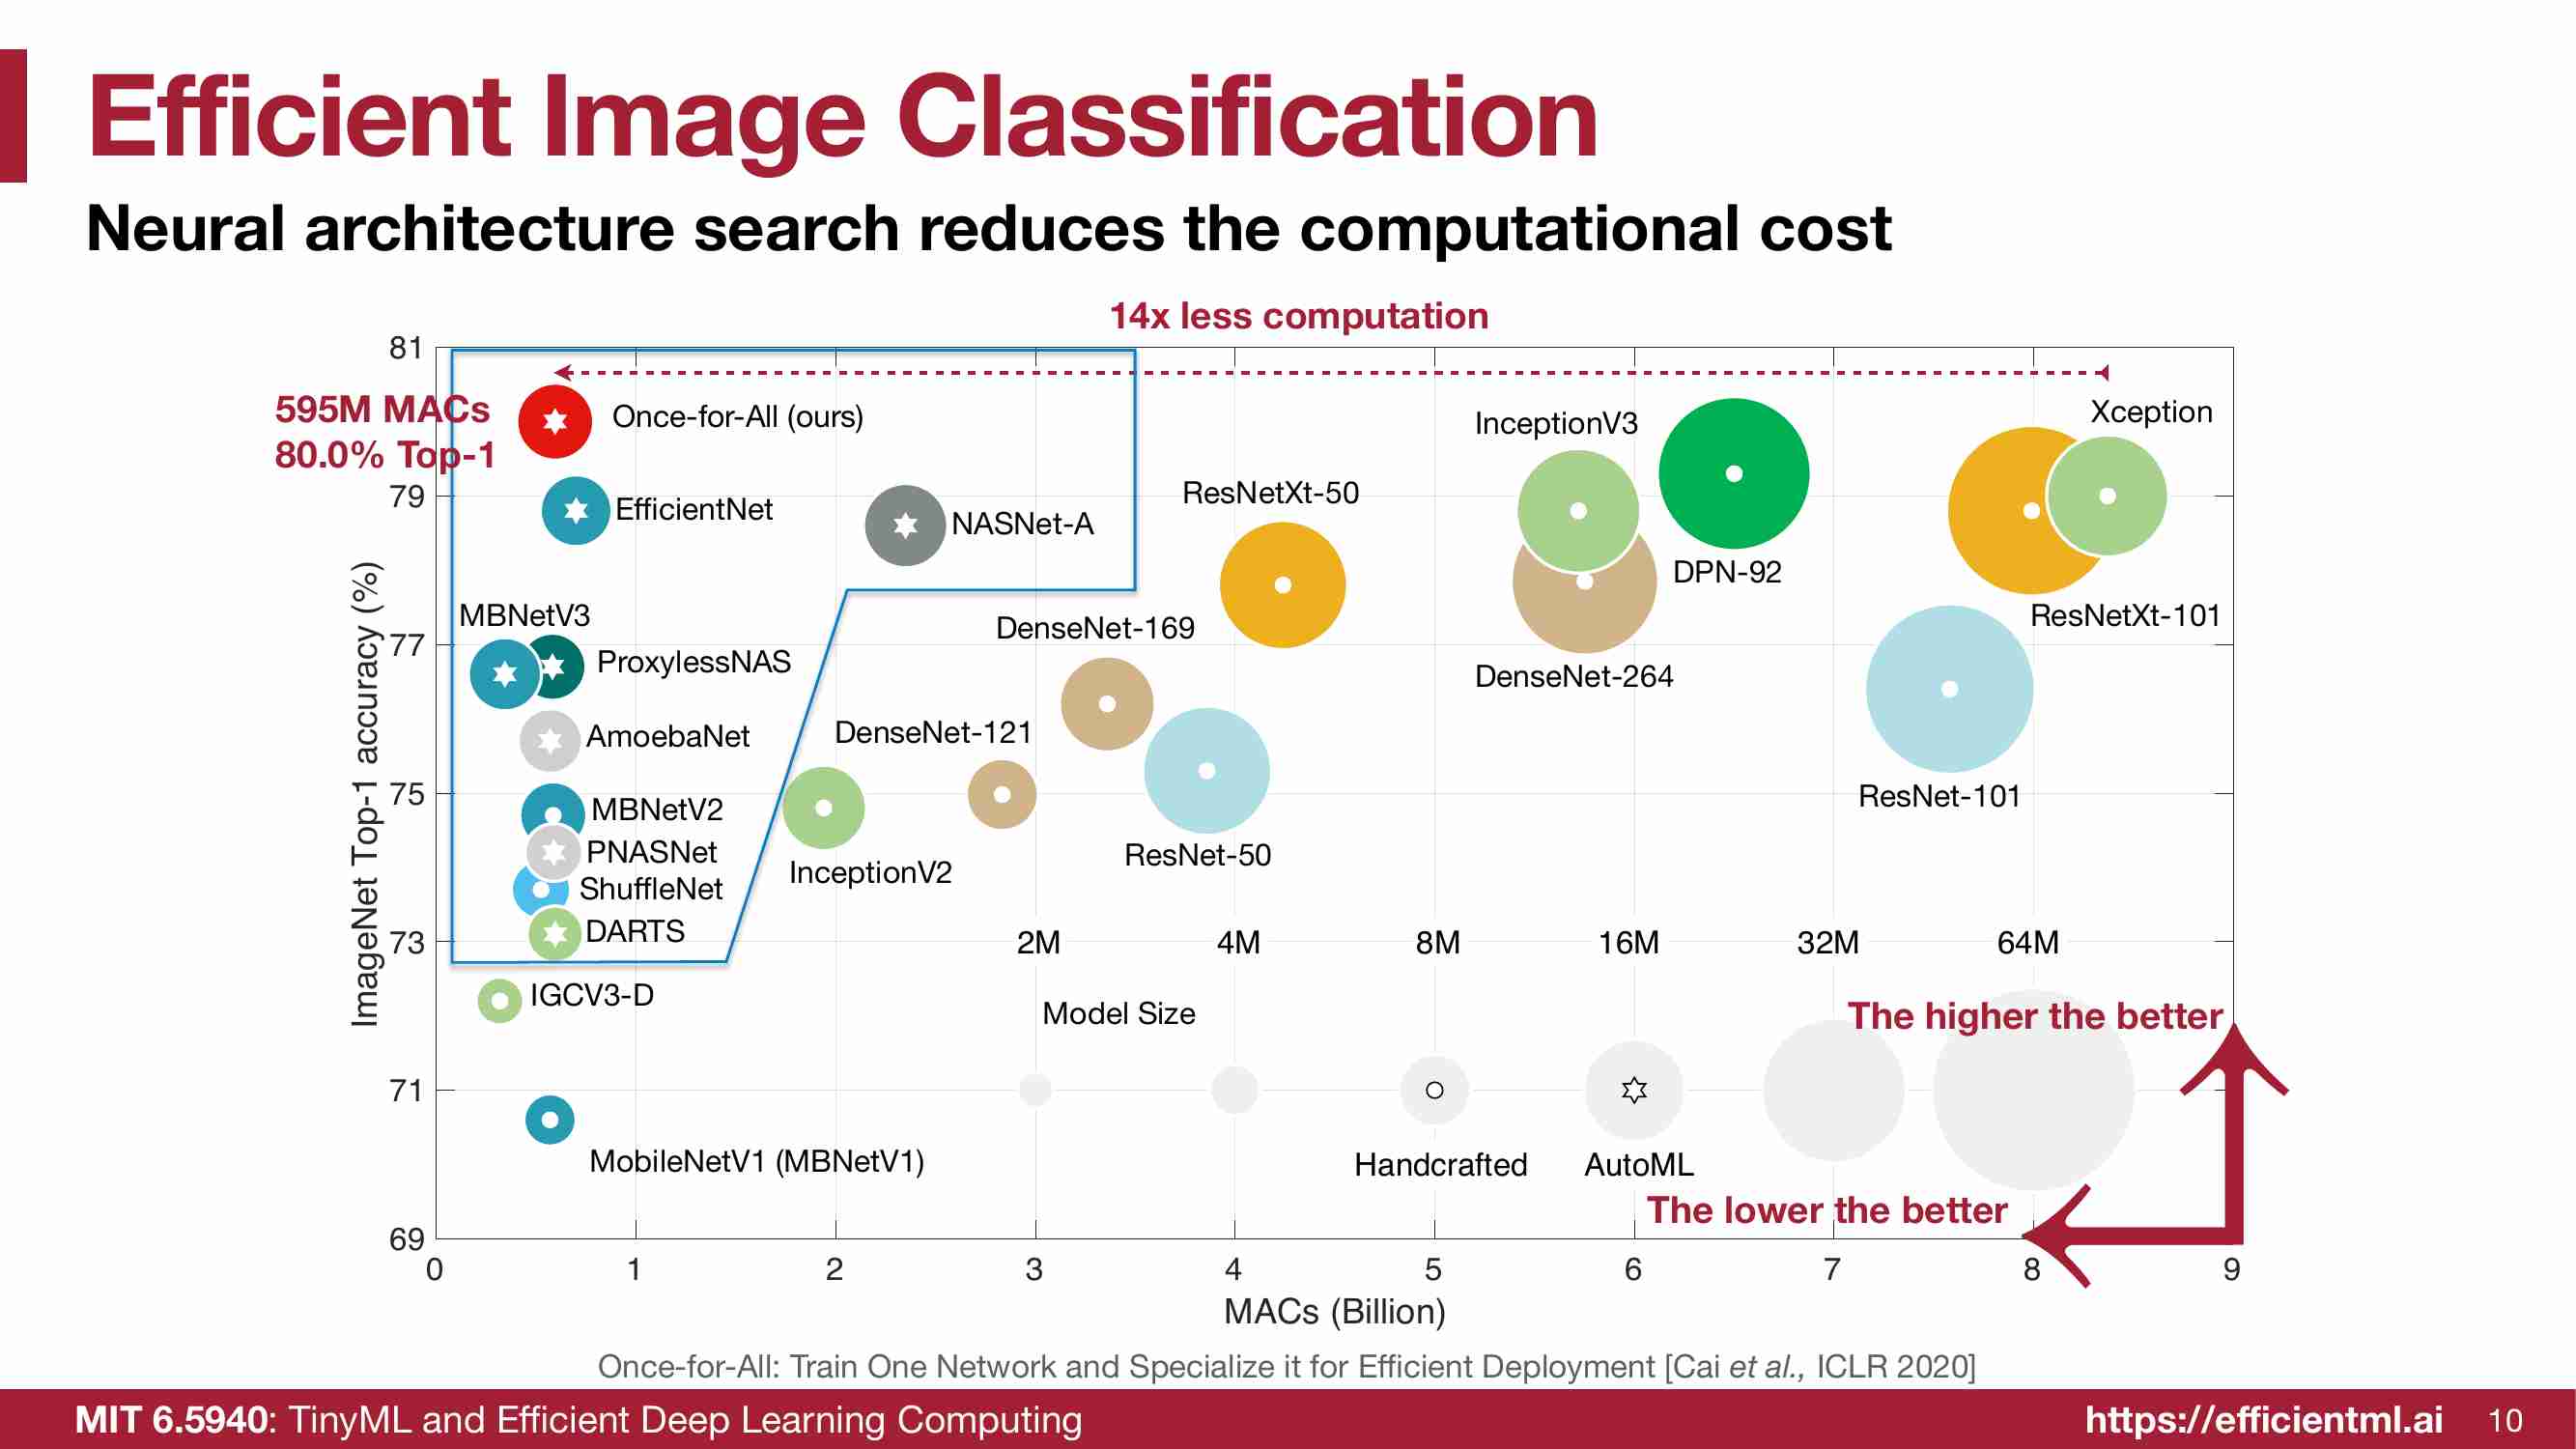 Efficient Image Classification
Neural architecture search reduces the computational cost
14x less computation
81
595M MACs
80.0% Top-1
Once-for-All (ours)
InceptionV3
Xception
79
EfficientNet
NASNet-A
ResNetXt-50
DPN-92
MBNetV3
DenseNet-169
ResNetXt-101
77
ProxylessNAS
DenseNet-264
AmoebaNet
DenseNet-121
75
MBNetV2
ResNet-101
PNASNet
ResNet-50
InceptionV2
ShuffleNet
DARTS
73
2M
4M
8M
16M
32M
64M
IGCV3-D
Model Size
The higher the better
71
MobileNetV1 (MBNetV1)
Handcrafted
AutoML
The lower the better
69
ImageNet Top-1 accuracy (%)
0 1 2 3 4 5 6 7 8 9
MACs (Billion)
Once-for-All: Train One Network and Specialize it for Efficient Deployment [Cai et al., ICLR 2020]
MIT 6.5940: TinyML and Efficient Deep Learning Computing
https://efficientml.ai 10